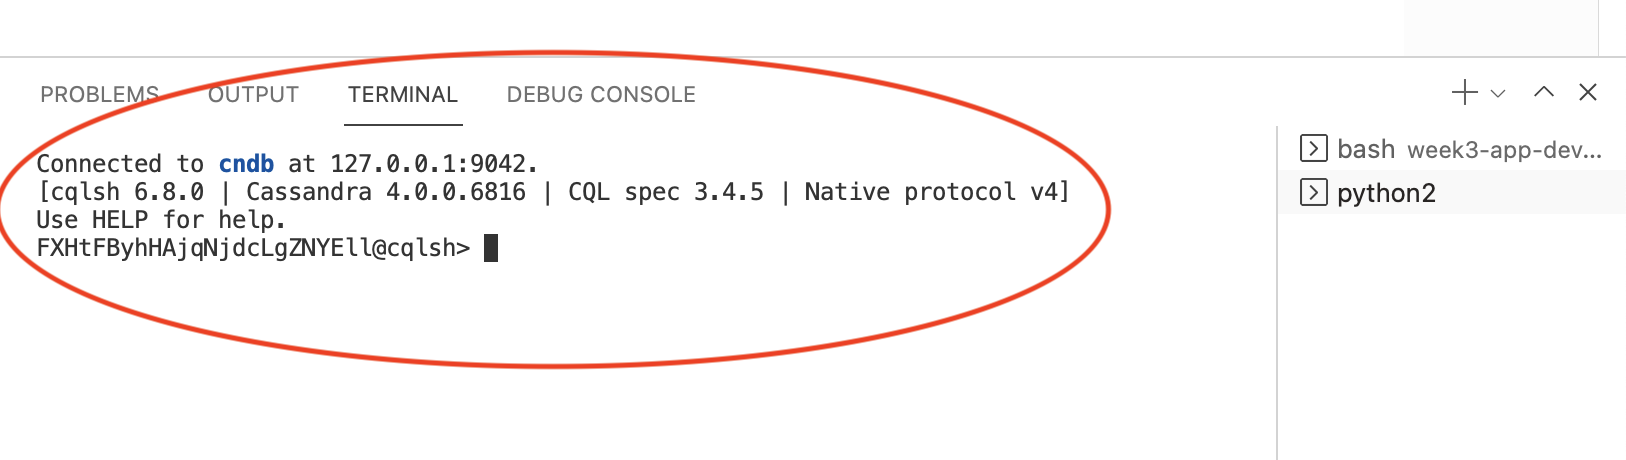 PROBLEMS OUTPUT TERMINAL DEBUG CONSOLE
Connected to cndb at 127.0.0.1:9042.
[cqlsh 6.8.0 | Cassandra 4.0.0.6816 | CQL spec 3.4.5 | Native protocol v4]
Use HELP for help.
FXHtFByhHAjqNjdcLgZNYEll@cqlsh>
bash week3-app-dev...
python2